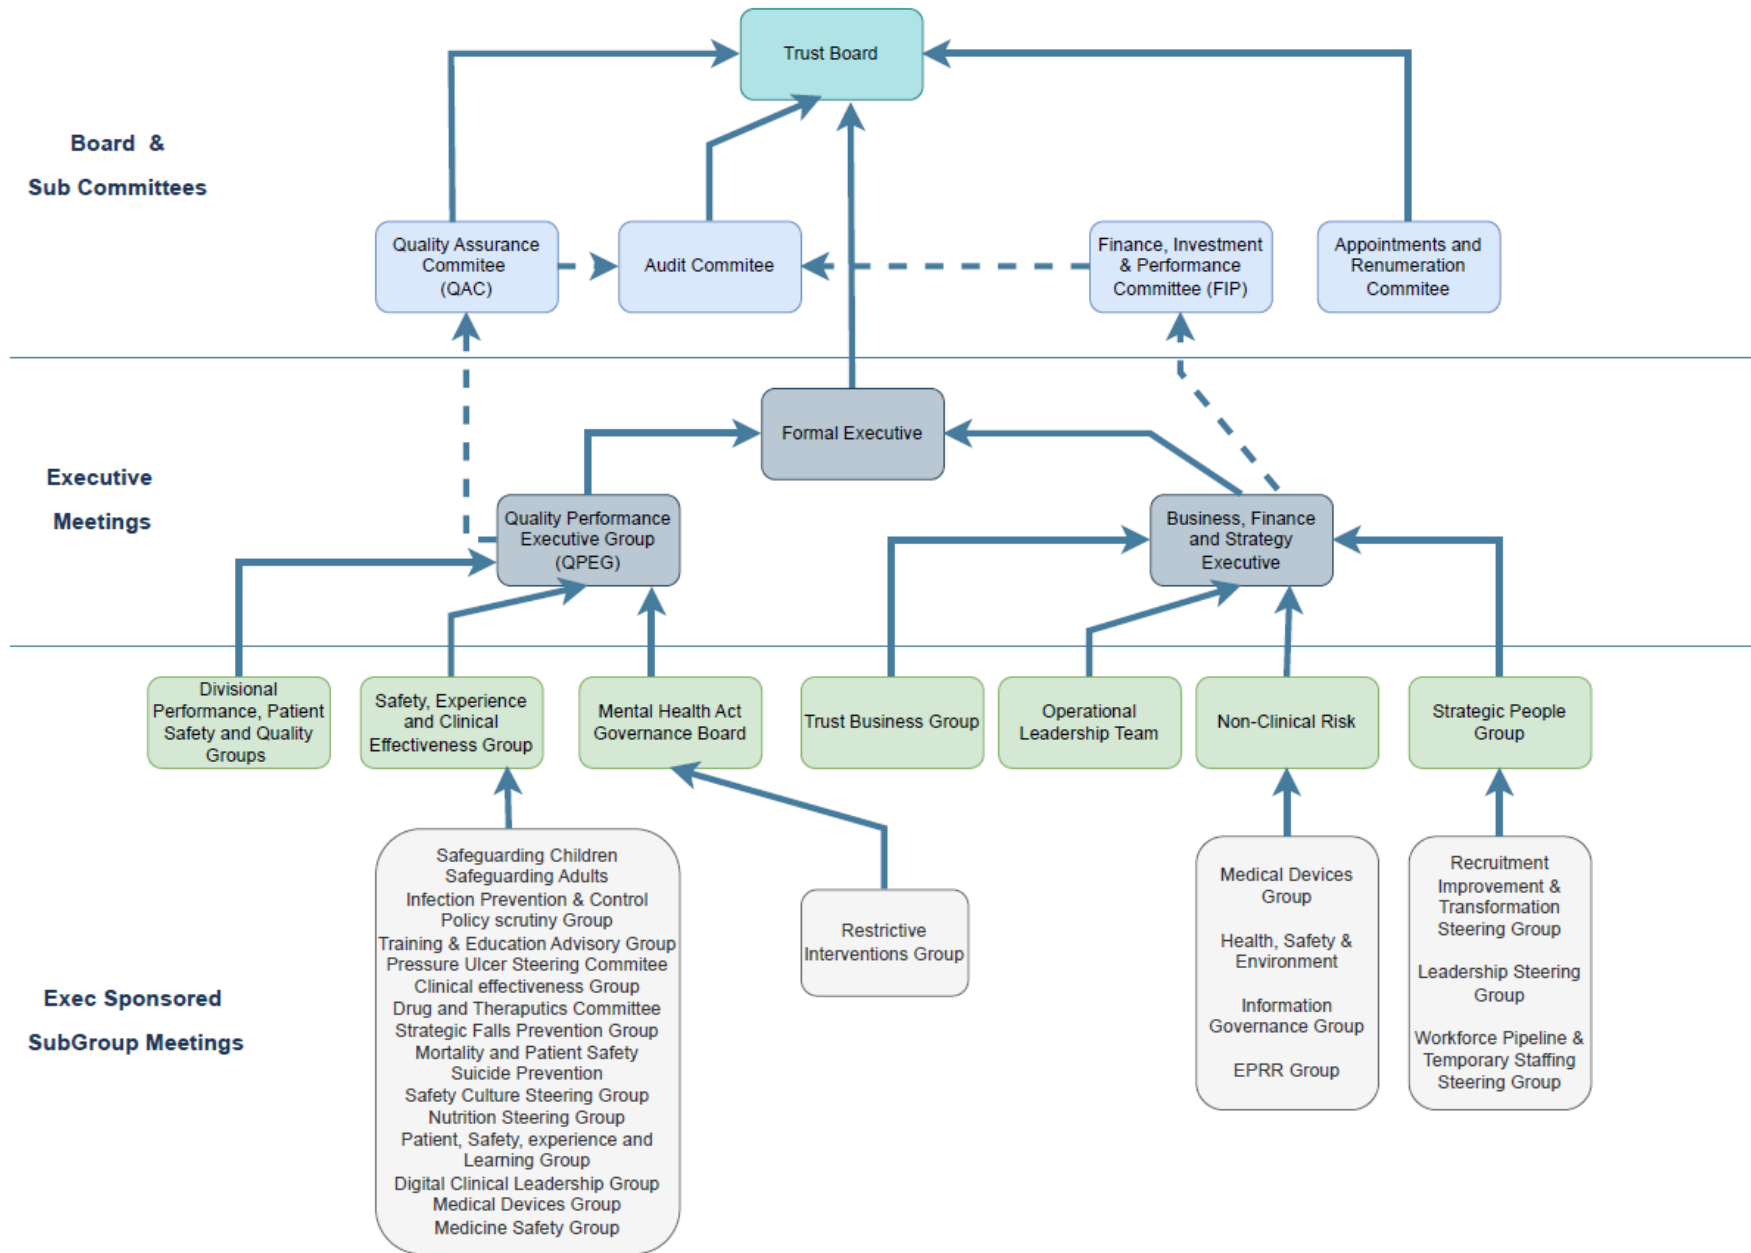 Trust Board
Board &
Sub Committees
Quality Assurance
Commitee
(QAC)
Audit Commitee
Finance, Investment
& Performance
Committee (FIP)
Appointments and
Renumeration
Commitee
Executive
Meetings
Formal Executive
Quality Performance
Executive Group
(QPEG)
Business, Finance
and Strategy
Executive
Divisional
Performance, Patient
Safety and Quality
Groups
Safety, Experience
and Clinical
Effectiveness Group
Mental Health Act
Governance Board
Trust Business Group
Operational
Leadership Team
Non-Clinical Risk
Strategic People
Group
Exec Sponsored
SubGroup Meetings
Safeguarding Children
Safeguarding Adults
Infection Prevention & Control
Policy scrutiny Group
Training & Education Advisory Group
Pressure Ulcer Steering Commitee
Clinical effectiveness Group
Drug and Theraputics Committee
Strategic Falls Prevention Group
Mortality and Patient Safety
Suicide Prevention
Safety Culture Steering Group
Nutrition Steering Group
Patient, Safety, experience and
Learning Group
Digital Clinical Leadership Group
Medical Devices Group
Medicine Safety Group
Restrictive
Interventions Group
Medical Devices
Group
Health, Safety &
Environment
Information
Governance Group
EPRR Group
Recruitment
Improvement &
Transformation
Steering Group
Leadership Steering
Group
Workforce Pipeline &
Temporary Staffing
Steering Group